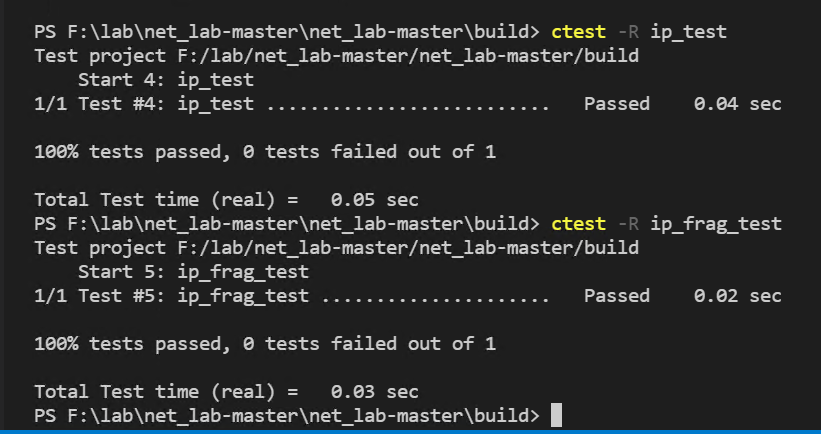 PS F:\lab\net_lab-master\net_lab-master\build> ctest -R ip_test
Test project F:/lab/net_lab-master/net_lab-master/build
    Start 4: ip_test
1/1 Test #4: ip_test ..........................   Passed    0.04 sec

100% tests passed, 0 tests failed out of 1

Total Test time (real) =   0.05 sec
PS F:\lab\net_lab-master\net_lab-master\build> ctest -R ip_frag_test
Test project F:/lab/net_lab-master/net_lab-master/build
    Start 5: ip_frag_test
1/1 Test #5: ip_frag_test .....................   Passed    0.02 sec

100% tests passed, 0 tests failed out of 1

Total Test time (real) =   0.03 sec
PS F:\lab\net_lab-master\net_lab-master\build>